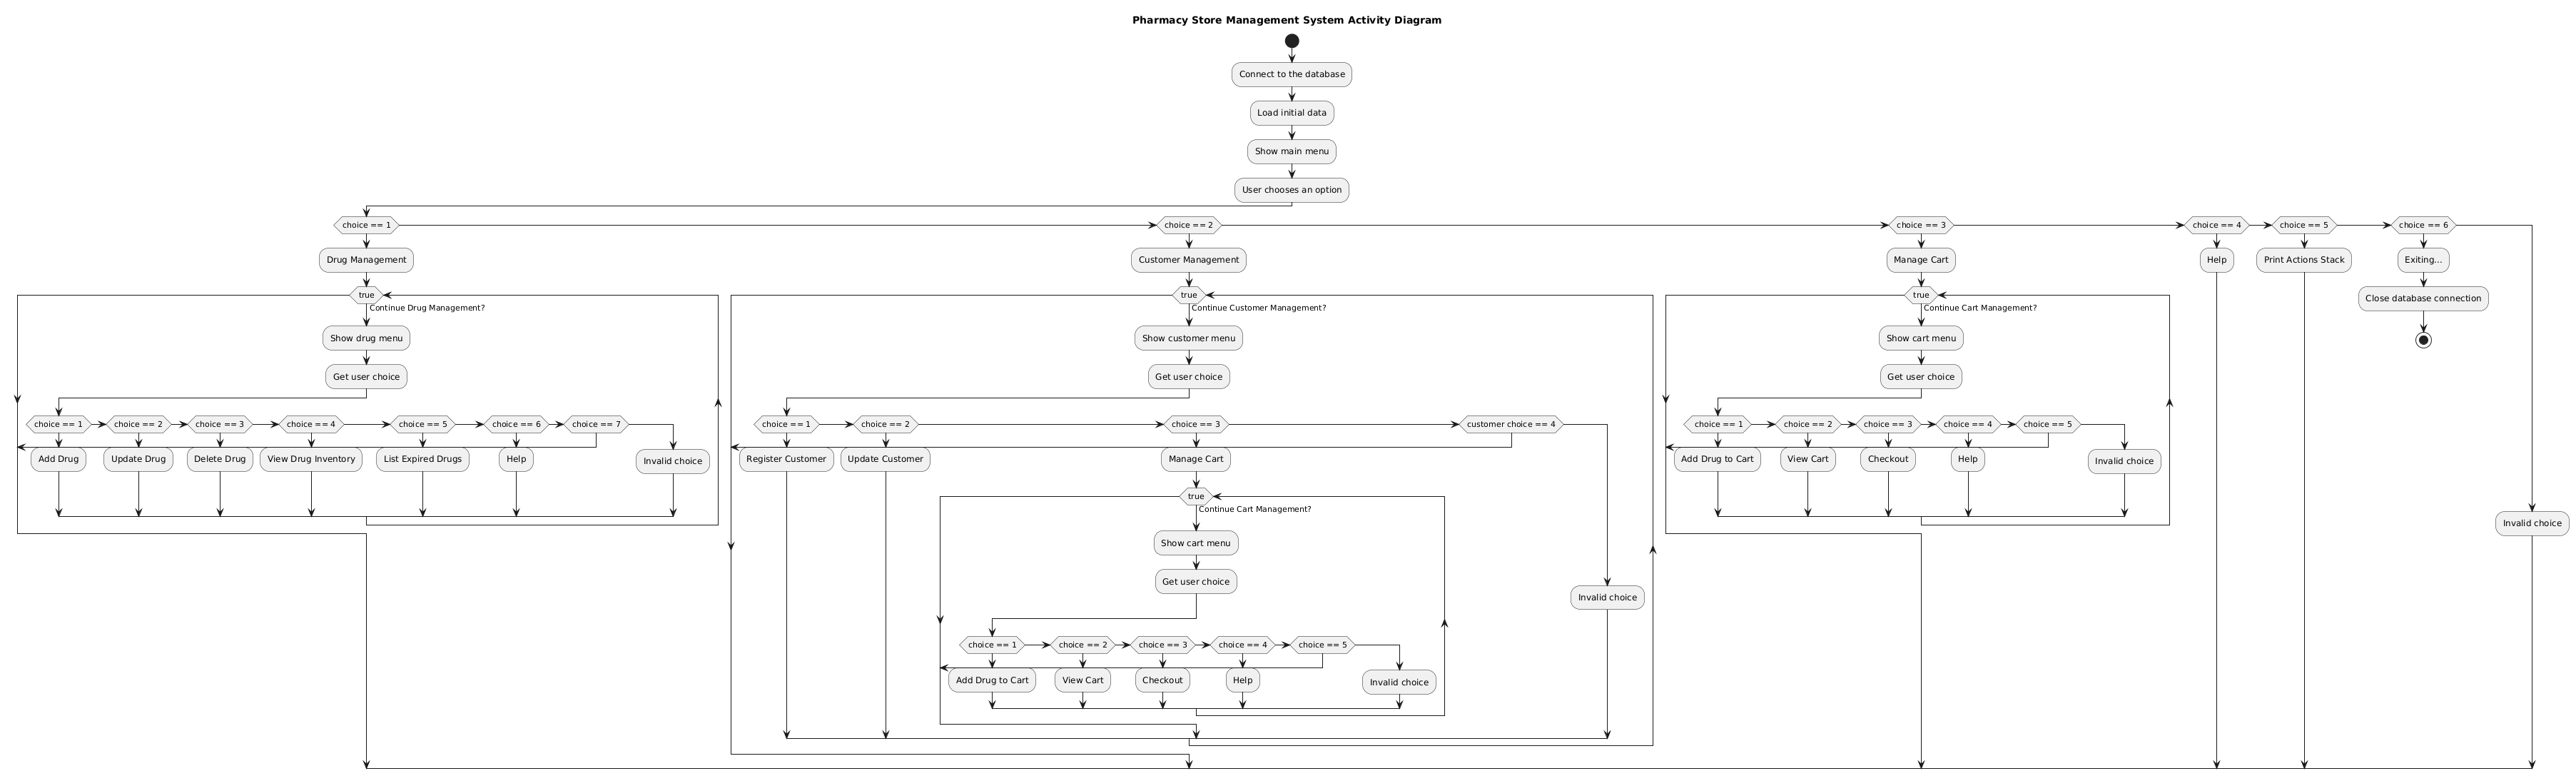 Pharmacy Store Management System Activity Diagram
Connect to the database
Load initial data
Show main menu
User chooses an option
choice == 1
choice == 2
choice == 3
choice == 4
choice == 5
choice == 6
Drug Management
Customer Management
Manage Cart
Help
Print Actions Stack
Exiting...
Close database connection
true
Continue Drug Management?
Show drug menu
Get user choice
choice == 1
choice == 2
choice == 3
choice == 4
choice == 5
choice == 6
choice == 7
Add Drug
Update Drug
Delete Drug
View Drug Inventory
List Expired Drugs
Help
Invalid choice
true
Continue Customer Management?
Show customer menu
Get user choice
choice == 1
choice == 2
choice == 3
customer choice == 4
Register Customer
Update Customer
Manage Cart
true
Continue Cart Management?
Show cart menu
Get user choice
choice == 1
choice == 2
choice == 3
choice == 4
choice == 5
Add Drug to Cart
View Cart
Checkout
Help
Invalid choice
Invalid choice
true
Continue Cart Management?
Show cart menu
Get user choice
choice == 1
choice == 2
choice == 3
choice == 4
choice == 5
Add Drug to Cart
View Cart
Checkout
Help
Invalid choice
Invalid choice